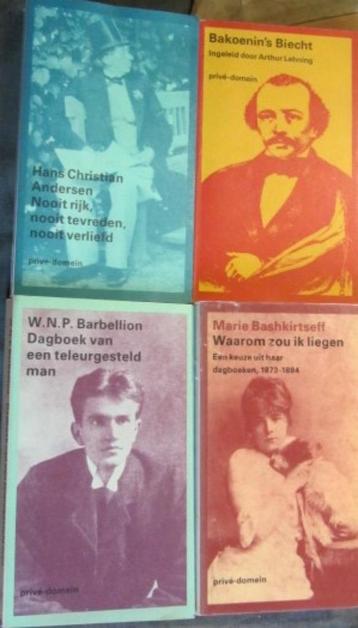 Hans Christian
Andersen
Nooit rijk,
nooit tevreden,
nooit verliefd
privé-domein
Bakoenin's Biecht
Ingeleid door Arthur Lehning
privé-domein
W.N.P. Barbellion
Dagboek van
een teleurgesteld
man
privé-domein
Marie Bashkirtseff
Waarom zou ik liegen
Een keuze uit haar
dagboeken, 1873-1884
privé-domein